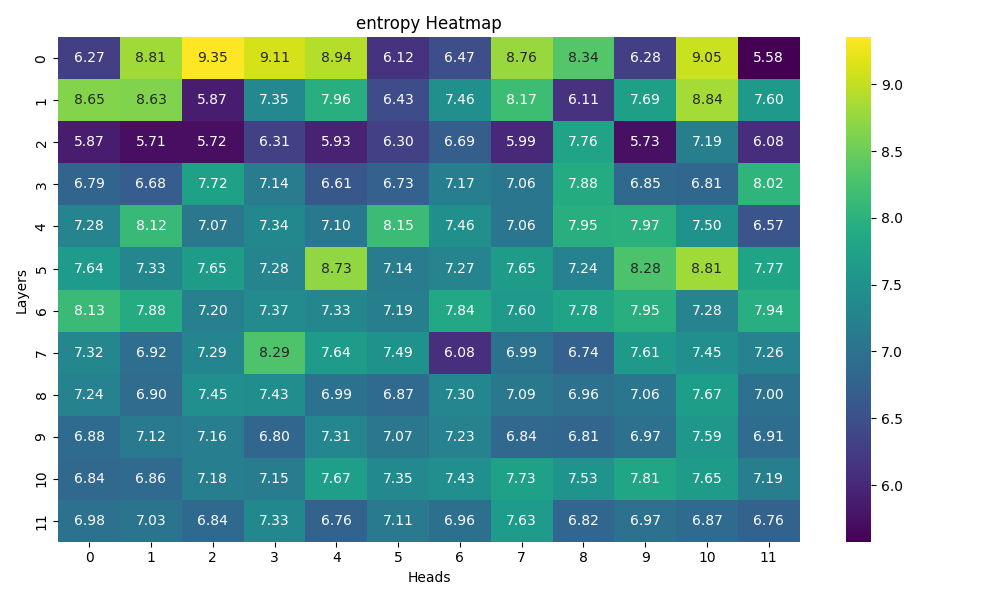 entropy Heatmap
0 6.27 8.81 9.35 9.11 8.94 6.12 6.47 8.76 8.34 6.28 9.05 5.58
1 8.65 8.63 5.87 7.35 7.96 6.43 7.46 8.17 6.11 7.69 8.84 7.60
2 5.87 5.71 5.72 6.31 5.93 6.30 6.69 5.99 7.76 5.73 7.19 6.08
3 6.79 6.68 7.72 7.14 6.61 6.73 7.17 7.06 7.88 6.85 6.81 8.02
4 7.28 8.12 7.07 7.34 7.10 8.15 7.46 7.06 7.95 7.97 7.50 6.57
5 7.64 7.33 7.65 7.28 8.73 7.14 7.27 7.65 7.24 8.28 8.81 7.77
6 8.13 7.88 7.20 7.37 7.33 7.19 7.84 7.60 7.78 7.95 7.28 7.94
7 7.32 6.92 7.29 8.29 7.64 7.49 6.08 6.99 6.74 7.61 7.45 7.26
8 7.24 6.90 7.45 7.43 6.99 6.87 7.30 7.09 6.96 7.06 7.67 7.00
9 6.88 7.12 7.16 6.80 7.31 7.07 7.23 6.84 6.81 6.97 7.59 6.91
10 6.84 6.86 7.18 7.15 7.67 7.35 7.43 7.73 7.53 7.81 7.65 7.19
11 6.98 7.03 6.84 7.33 6.76 7.11 6.96 7.63 6.82 6.97 6.87 6.76
0 1 2 3 4 5 6 7 8 9 10 11
Heads
Layers
9.0
8.5
8.0
7.5
7.0
6.5
6.0